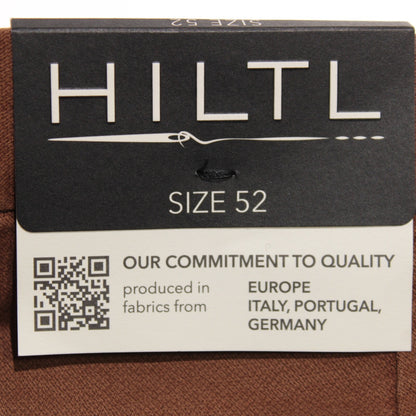 SIZE 52
HILTL
SIZE 52
OUR COMMITMENT TO QUALITY
produced in EUROPE
fabrics from ITALY, PORTUGAL,
GERMANY